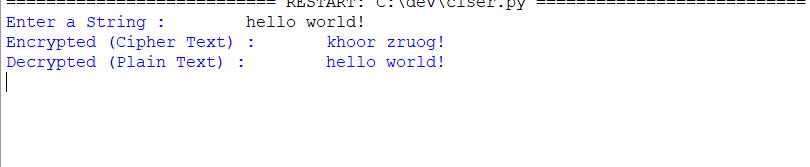 =========================== RESTART: C:\dev\ciser.py ===========================
Enter a String :        hello world!
Encrypted (Cipher Text) :       khoor zruog!
Decrypted (Plain Text) :        hello world!